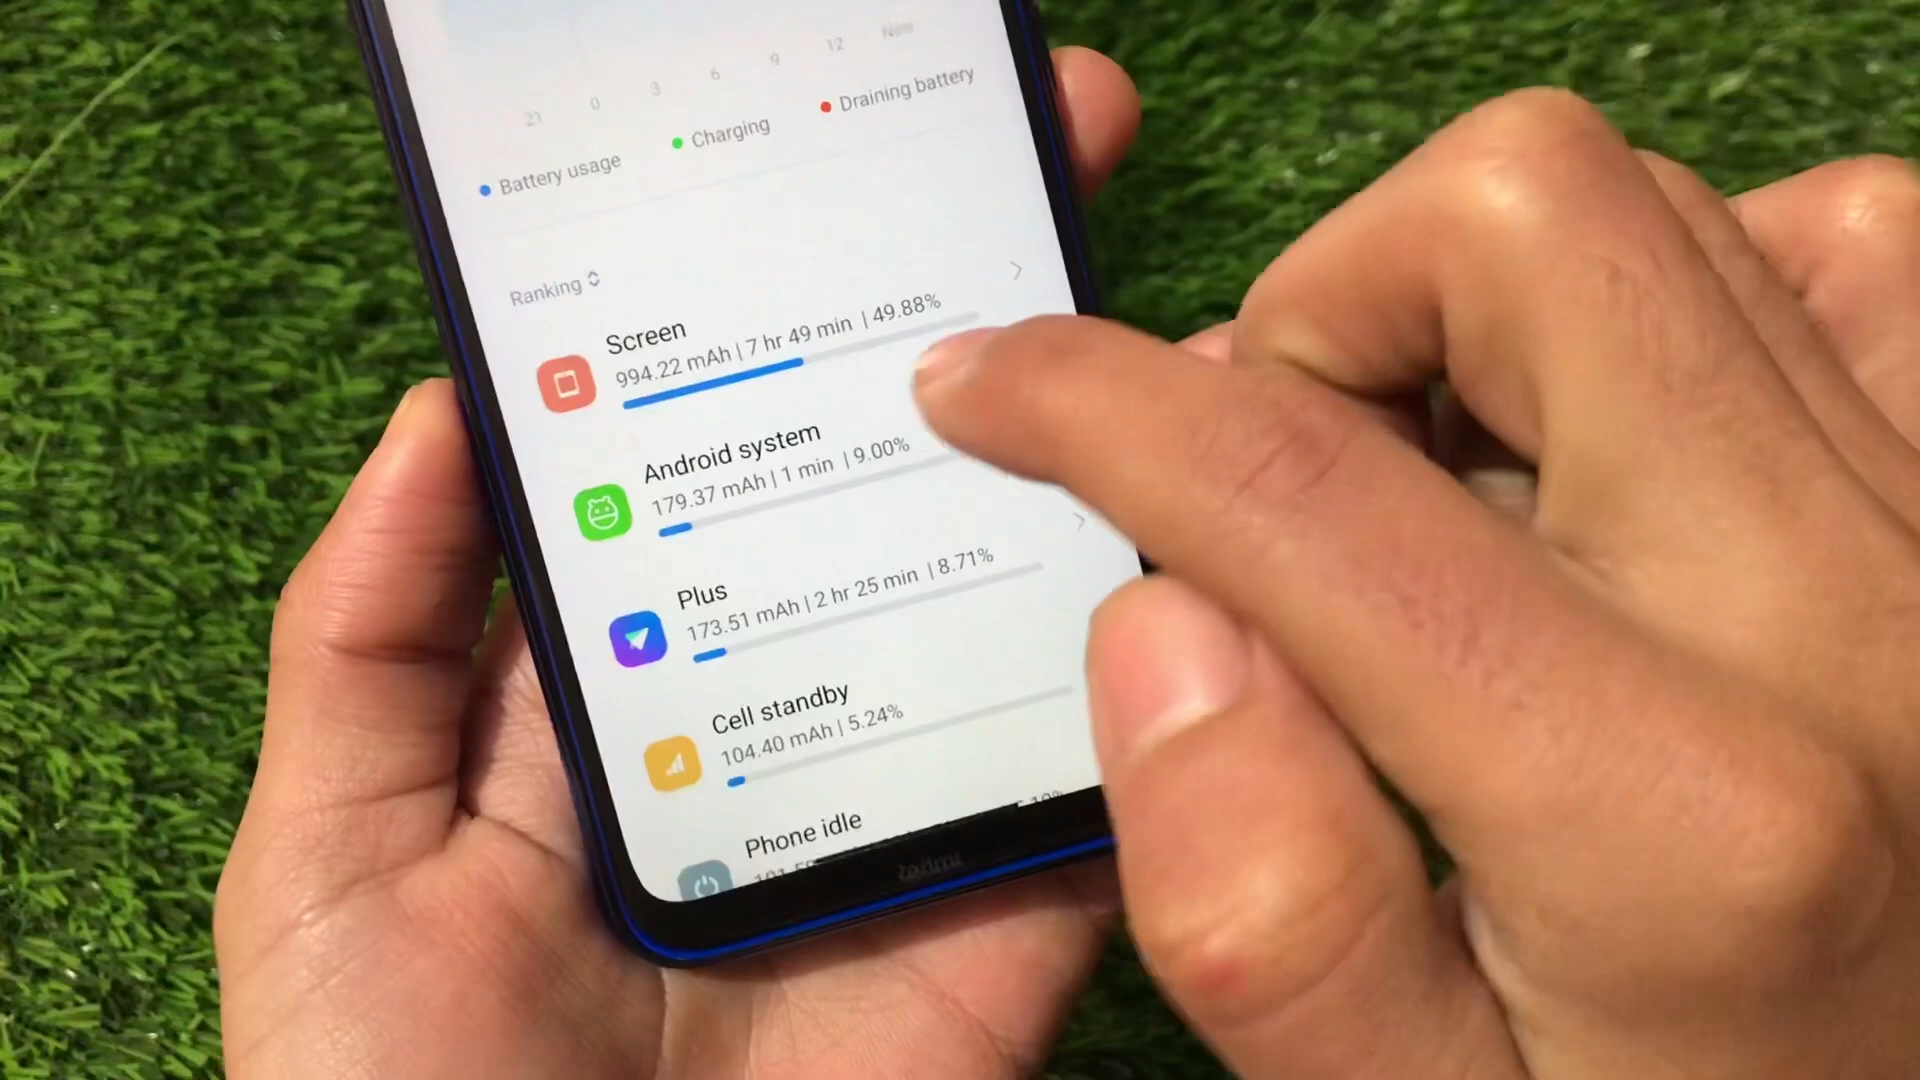 21 0 3 6 9 12 Now
Battery usage Charging Draining battery
Ranking
Screen
994.22 mAh | 7 hr 49 min | 49.88%
Android system
179.37 mAh | 1 min | 9.00%
Plus
173.51 mAh | 2 hr 25 min | 8.71%
Cell standby
104.40 mAh | 5.24%
Phone idle
Redmi